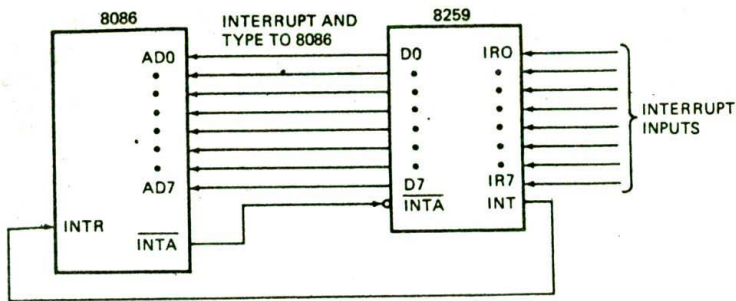 8086
INTERRUPT AND
TYPE TO 8086
8259
AD0
D0
IR0
INTERRUPT
INPUTS
AD7
D7
IR7
INTR
INTA
INTA
INT